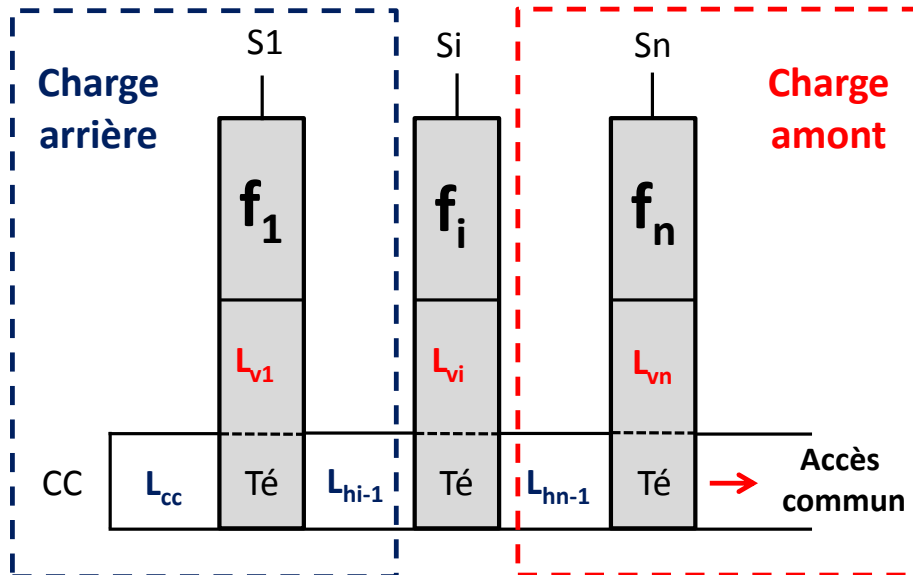 S1
Si
Sn
Charge
arrière
Charge
amont
f1
fi
fn
Lv1
Lvi
Lvn
CC
Lcc
Té
Lhi-1
Té
Lhn-1
Té
Accès
commun